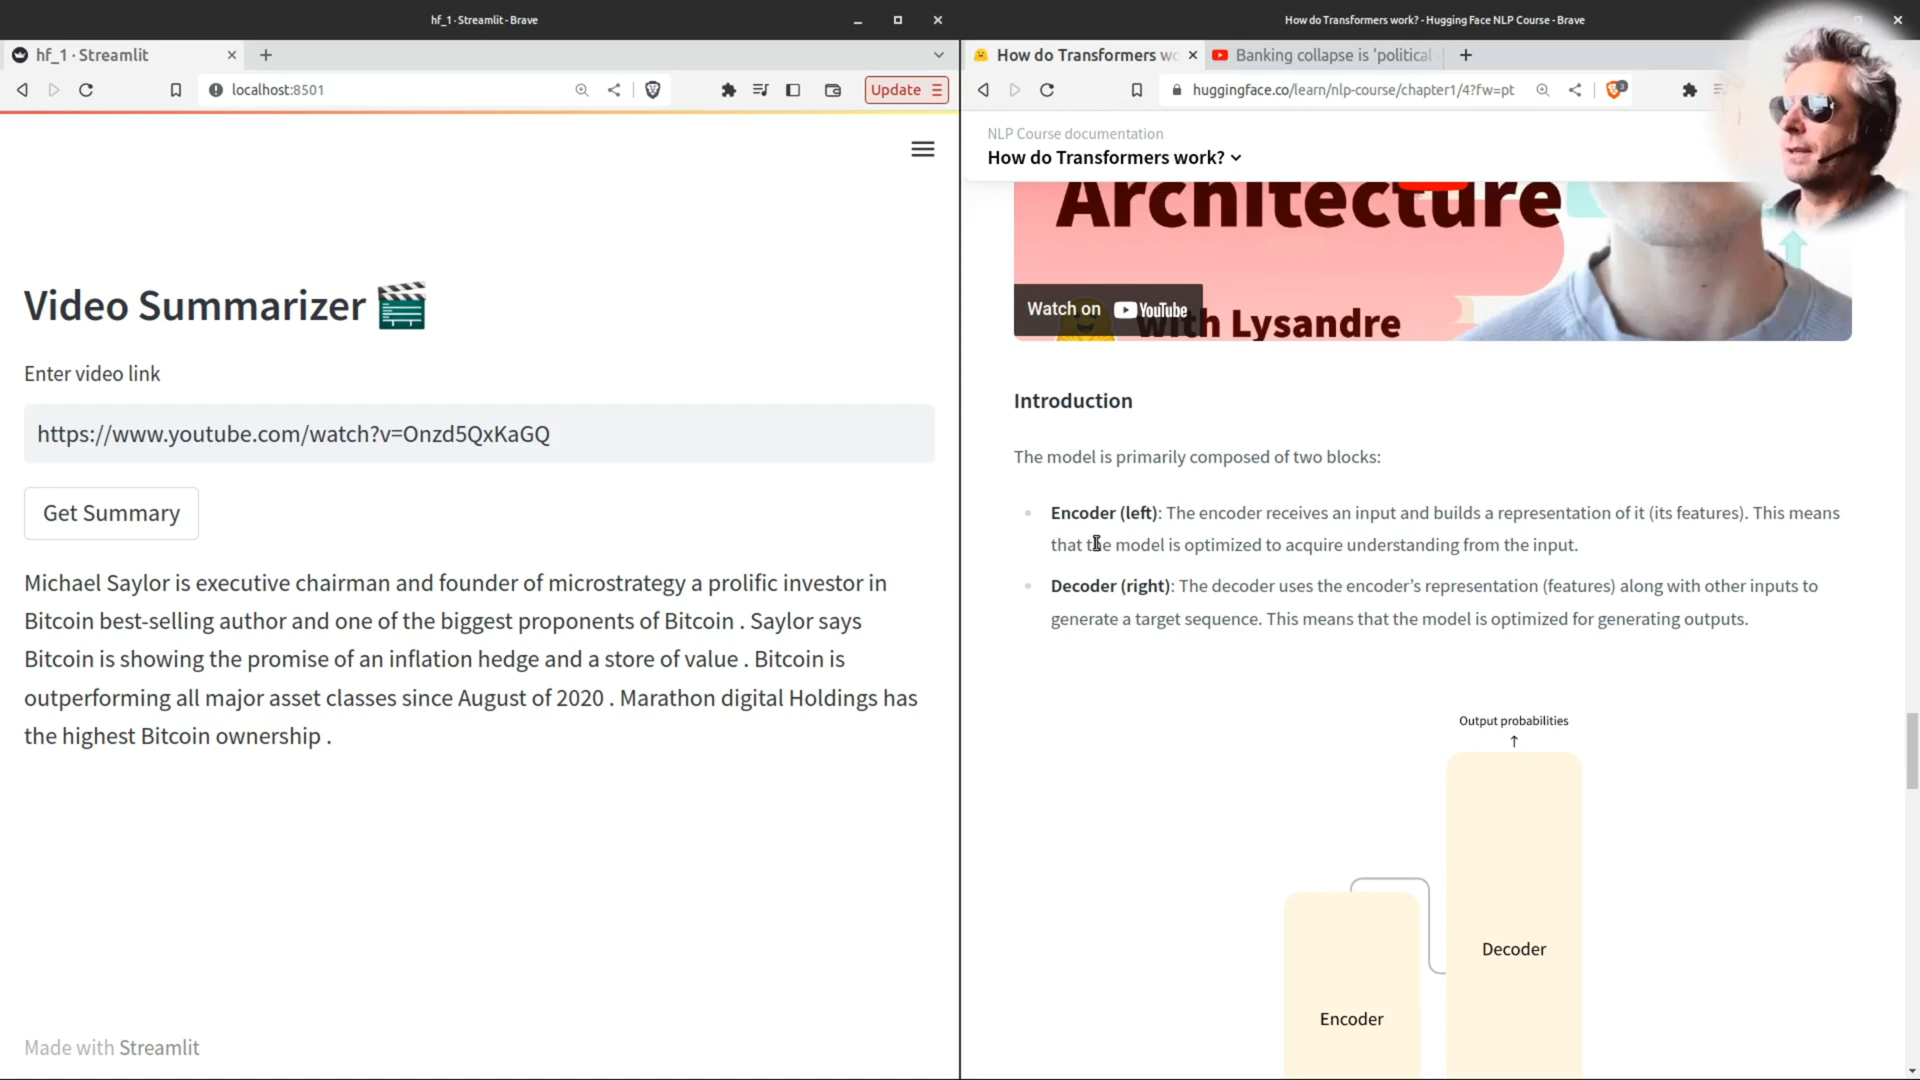 hf_1 · Streamlit - Brave
hf_1 · Streamlit
localhost:8501
Update
Video Summarizer
Enter video link
https://www.youtube.com/watch?v=Onzd5QxKaGQ
Get Summary
Michael Saylor is executive chairman and founder of microstrategy a prolific investor in
Bitcoin best-selling author and one of the biggest proponents of Bitcoin . Saylor says
Bitcoin is showing the promise of an inflation hedge and a store of value . Bitcoin is
outperforming all major asset classes since August of 2020 . Marathon digital Holdings has
the highest Bitcoin ownership .
Made with Streamlit
How do Transformers work? - Hugging Face NLP Course - Brave
How do Transformers wo
Banking collapse is 'political
huggingface.co/learn/nlp-course/chapter1/4?fw=pt
3
NLP Course documentation
How do Transformers work?
Architecture
Watch on YouTube
with Lysandre
Introduction
The model is primarily composed of two blocks:
Encoder (left): The encoder receives an input and builds a representation of it (its features). This means
that the model is optimized to acquire understanding from the input.
Decoder (right): The decoder uses the encoder's representation (features) along with other inputs to
generate a target sequence. This means that the model is optimized for generating outputs.
Output probabilities
Decoder
Encoder